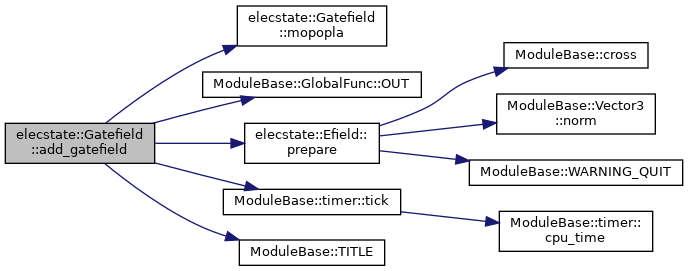 elecstate::Gatefield
::add_gatefield
elecstate::Gatefield
::mopopla
ModuleBase::GlobalFunc::OUT
elecstate::Efield::
prepare
ModuleBase::timer::tick
ModuleBase::TITLE
ModuleBase::cross
ModuleBase::Vector3
::norm
ModuleBase::WARNING_QUIT
ModuleBase::timer::
cpu_time